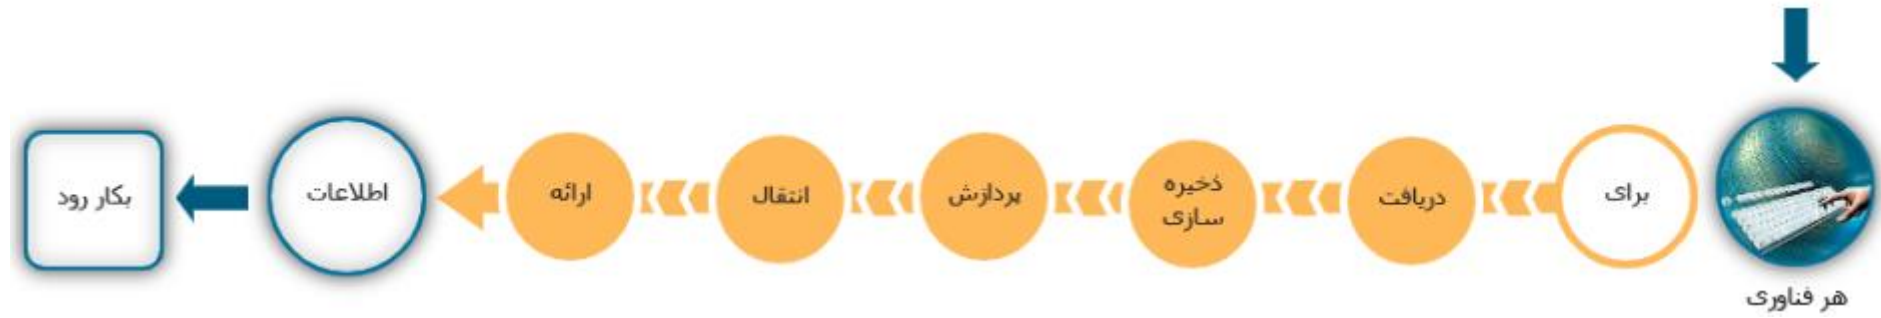 هر فناوری
برای
دریافت
ذخیره
سازی
پردازش
انتقال
ارائه
اطلاعات
بکار رود